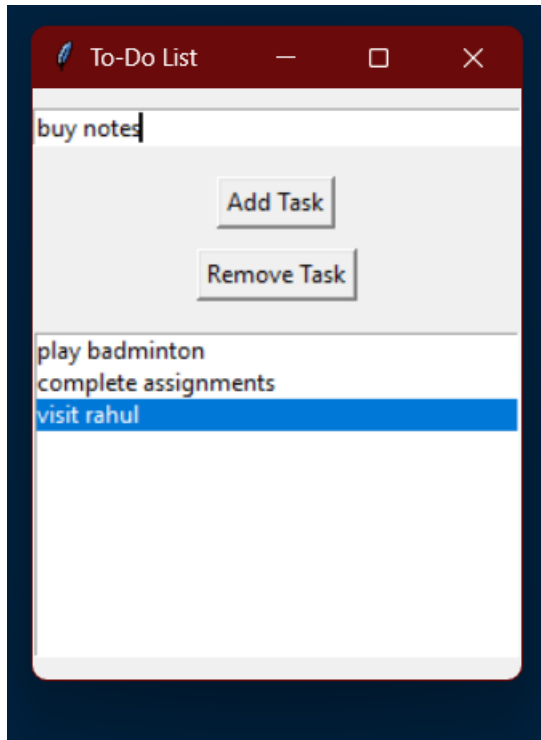 To-Do List
buy notes
Add Task
Remove Task
play badminton
complete assignments
visit rahul